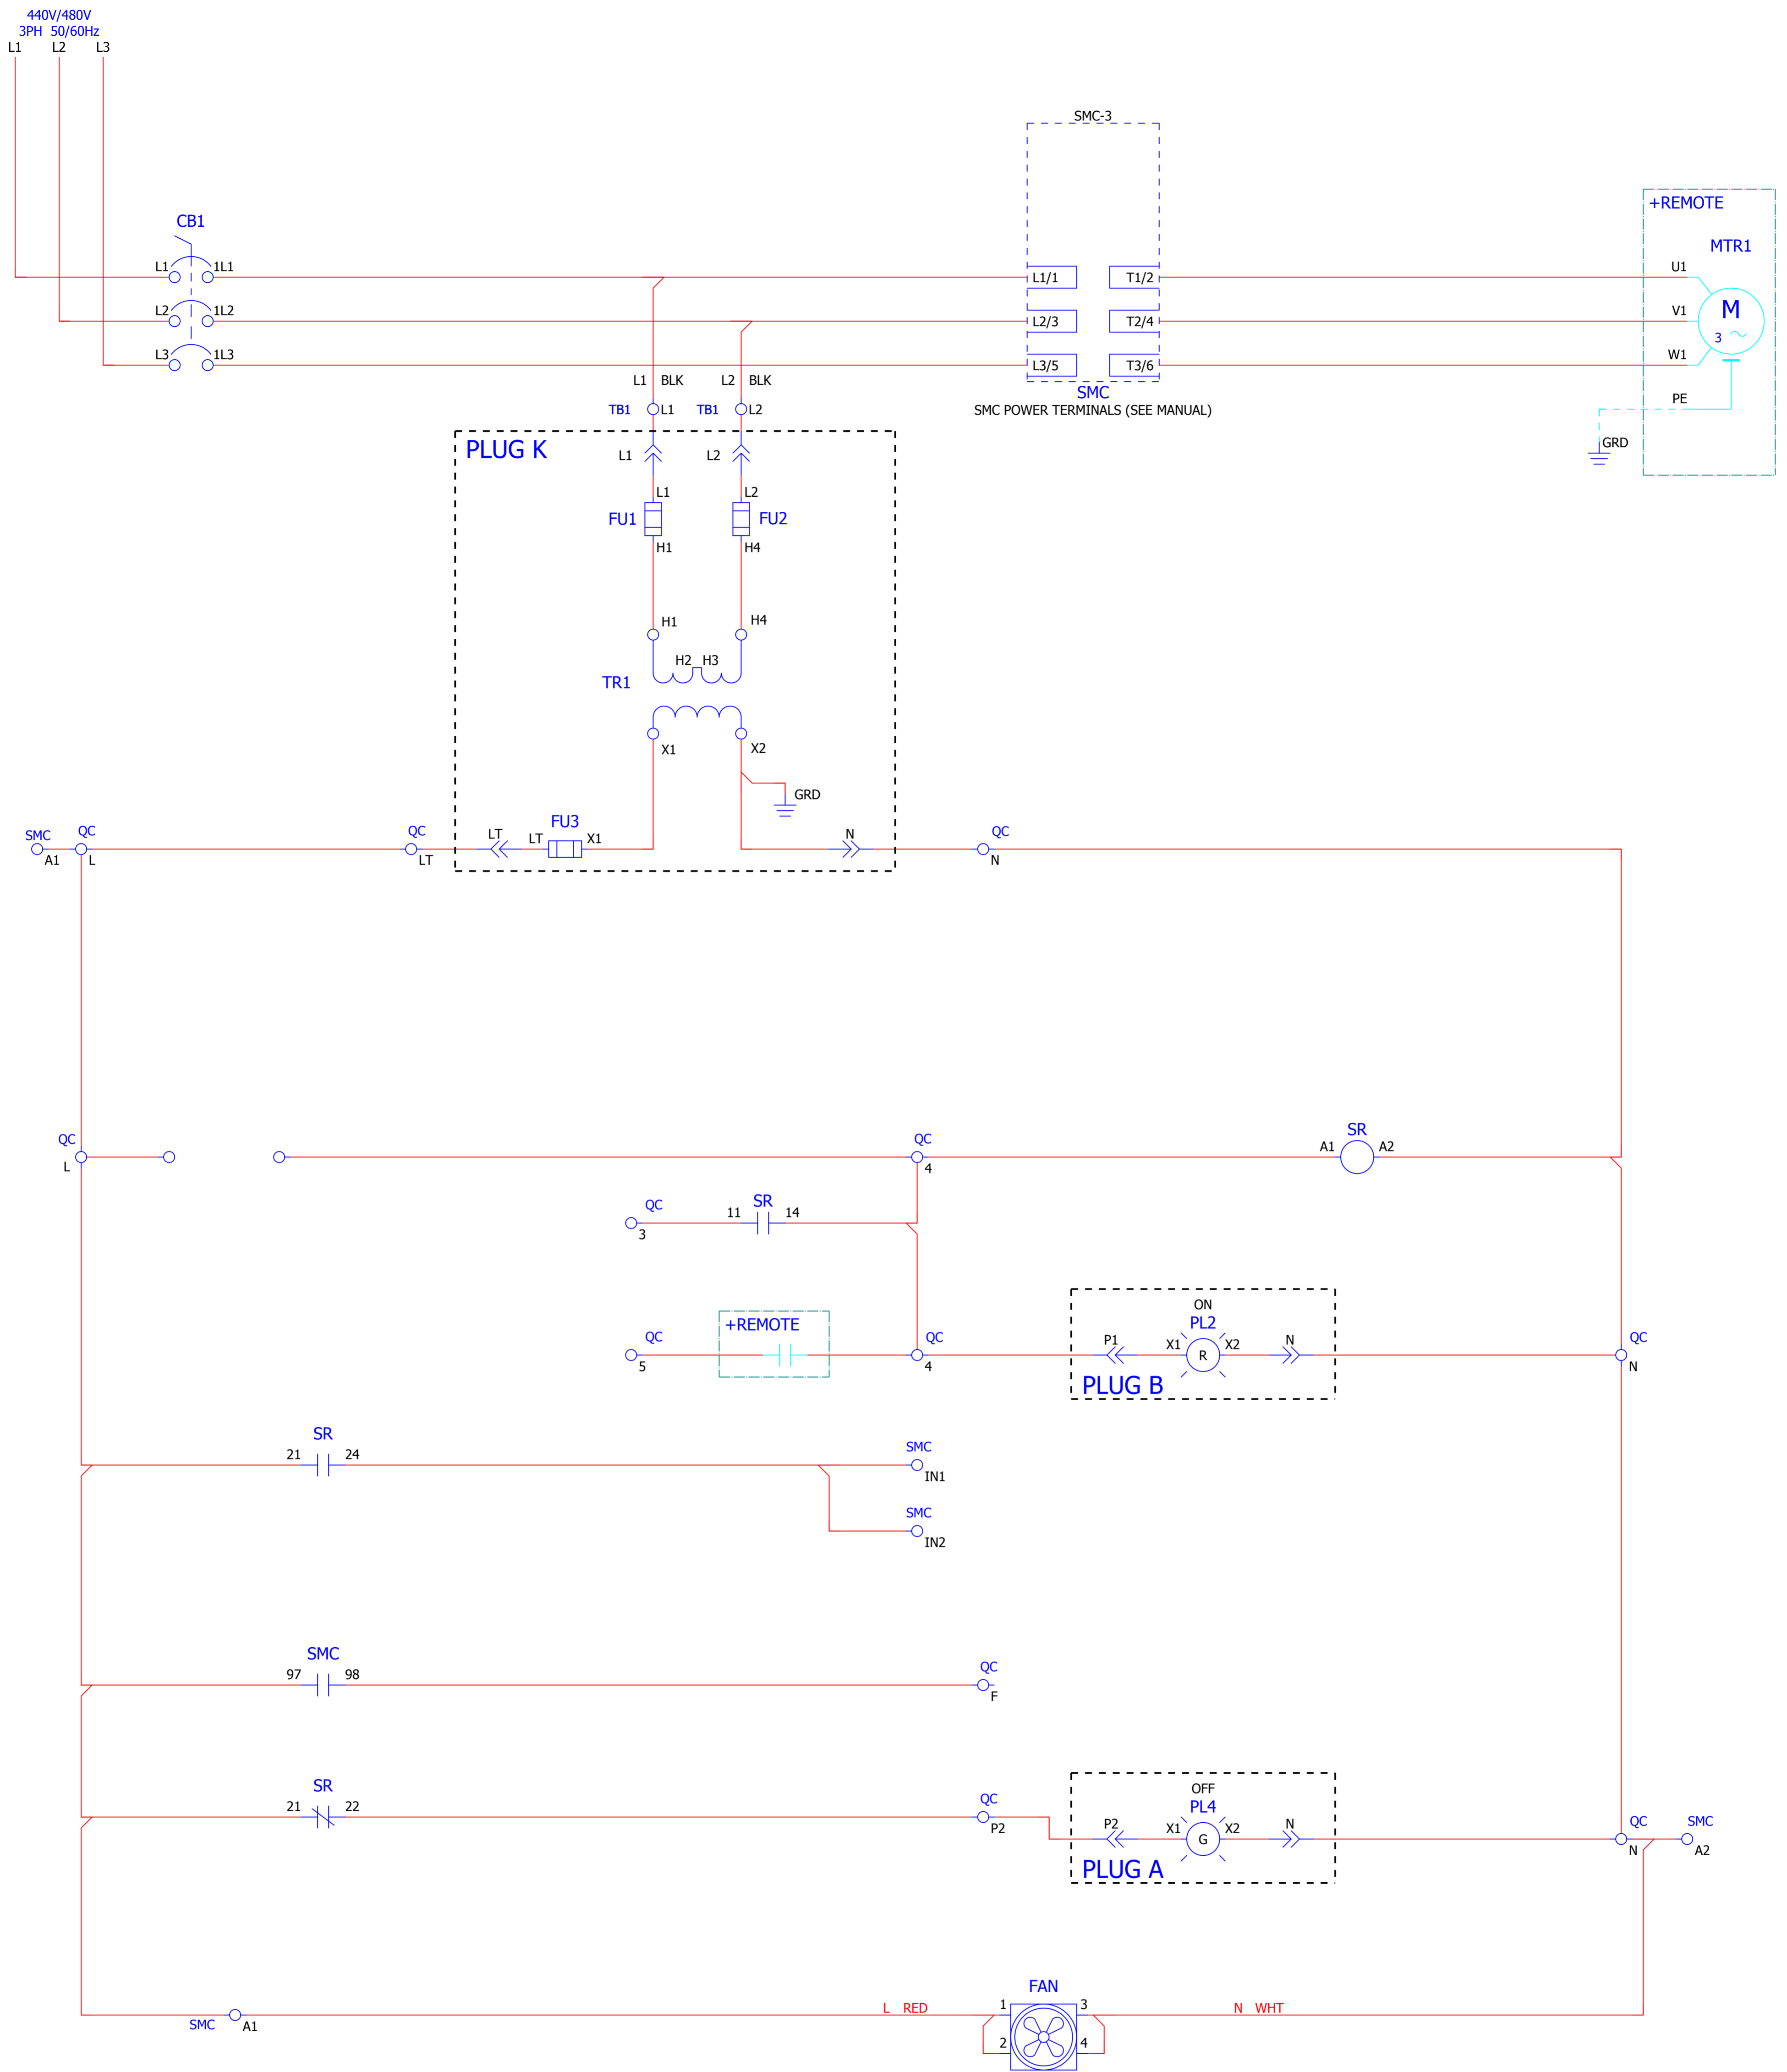 440V/480V
3PH 50/60Hz
L1 L2 L3
SMC-3
+REMOTE
MTR1
CB1
L1 1L1
L2 1L2
L3 1L3
L1/1 T1/2
L2/3 T2/4
L3/5 T3/6
U1
V1
W1
M
3
PE
GRD
SMC
SMC POWER TERMINALS (SEE MANUAL)
L1 BLK L2 BLK
TB1 L1 TB1 L2
PLUG K
L1 L2
L1 L2
FU1 FU2
H1 H4
H1 H4
H2 H3
TR1
X1 X2
GRD
SMC QC QC LT LT FU3 X1 N QC
A1 L LT N
QC QC A1 SR A2
L 4
QC 11 SR 14
3
QC +REMOTE QC
5 4
ON
PL2
P1 X1 R X2 N QC
PLUG B N
SR
21 24 SMC
IN1
SMC
IN2
SMC
97 98 QC
F
SR
21 22 QC
P2
OFF
PL4
P2 X1 G X2 N QC SMC
PLUG A N A2
FAN
SMC A1 L RED 1 3 N WHT
2 4